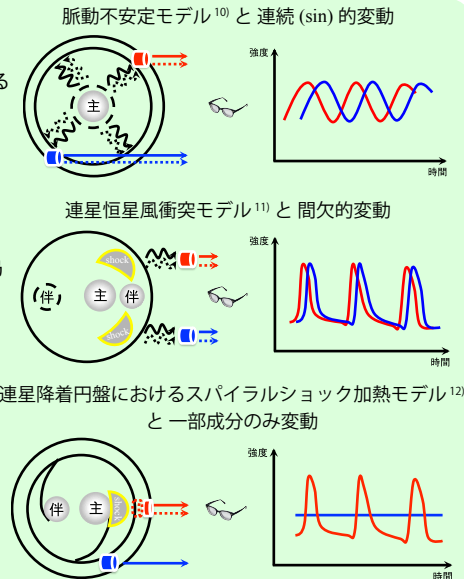 脈動不安定モデル 10) と 連続 (sin) 的変動
る
主
強度
時間
連星恒星風衝突モデル 11) と 間欠的変動
伴
主
伴
shock
shock
強度
時間
連星降着円盤におけるスパイラルショック加熱モデル 12)
と 一部成分のみ変動
伴
主
shock
強度
時間